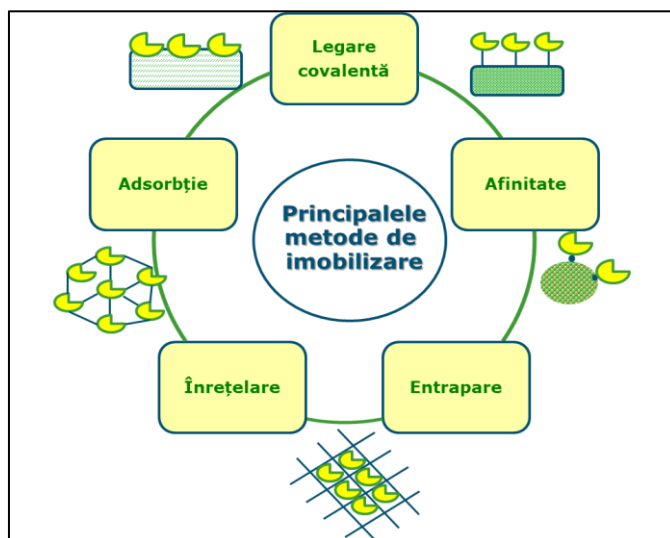 Legare
covalentă
Adsorbție
Afinitate
Principalele
metode de
imobilizare
Înrețelare
Entrapare